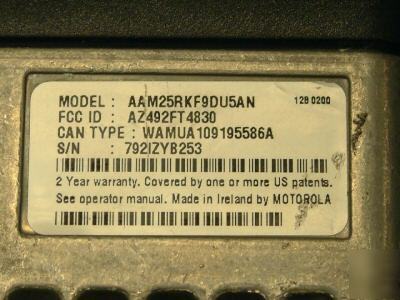 MODEL : AAM25RKF9DU5AN 128 0200
FCC ID : AZ492FT4830
CAN TYPE : WAMUA109195586A
S/N : 792IZYB253
2 Year warranty. Covered by one or more US patents.
See operator manual. Made in Ireland by MOTOROLA